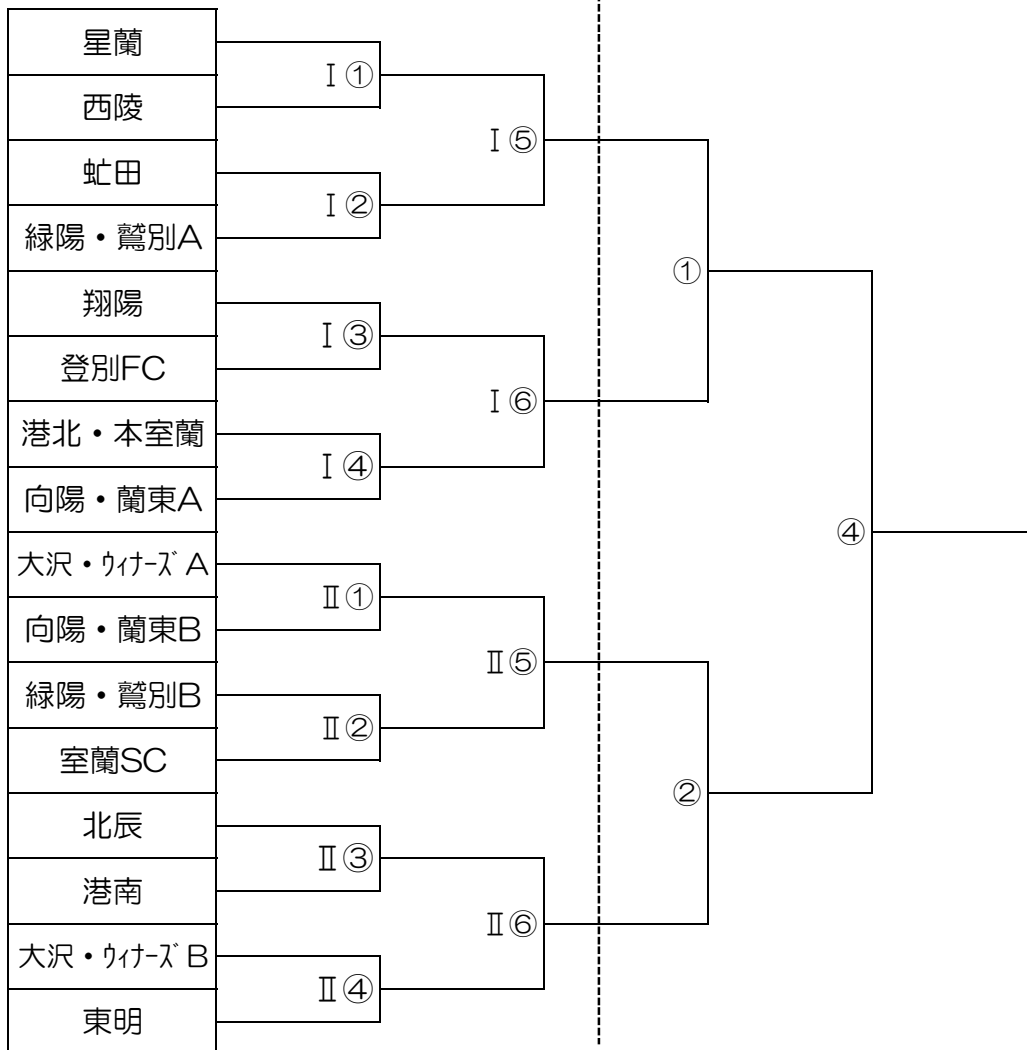 星蘭
西陵
虻田
緑陽・鷲別A
翔陽
登別FC
港北・本室蘭
向陽・蘭東A
大沢・ｳｨﾅｰｽﾞA
向陽・蘭東B
緑陽・鷲別B
室蘭SC
北辰
港南
大沢・ｳｨﾅｰｽﾞB
東明
Ⅰ①
Ⅰ②
Ⅰ③
Ⅰ④
Ⅱ①
Ⅱ②
Ⅱ③
Ⅱ④
Ⅰ⑤
Ⅰ⑥
Ⅱ⑤
Ⅱ⑥
①
②
④